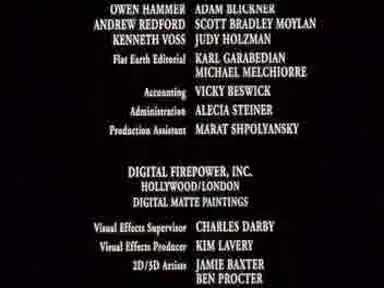 OWEN HAMMER ADAM BLICKNER
ANDREW REDFORD SCOTT BRADLEY MOYLAN
KENNETH VOSS JUDY HOLZMAN
Flat Earth Editorial KARL GARABEDIAN
MICHAEL MELCHIORRE
Accounting VICKY BESWICK
Administration ALECIA STEINER
Production Assistant MARAT SHPOLYANSKY
DIGITAL FIREPOWER, INC.
HOLLYWOOD/LONDON
DIGITAL MATTE PAINTINGS
Visual Effects Supervisor CHARLES DARBY
Visual Effects Producer KIM LAVERY
2D/3D Artists JAMIE BAXTER
BEN PROCTER